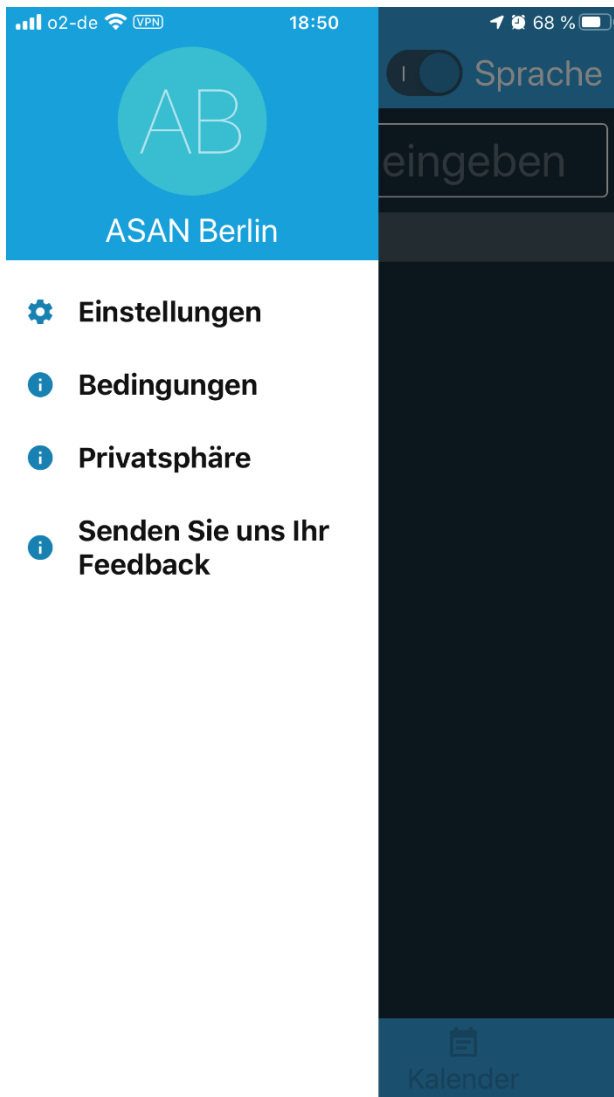 o2-de VPN 18:50 68 %
Sprache
AB
eingeben
ASAN Berlin
Einstellungen
Bedingungen
Privatsphäre
Senden Sie uns Ihr
Feedback
Kalender